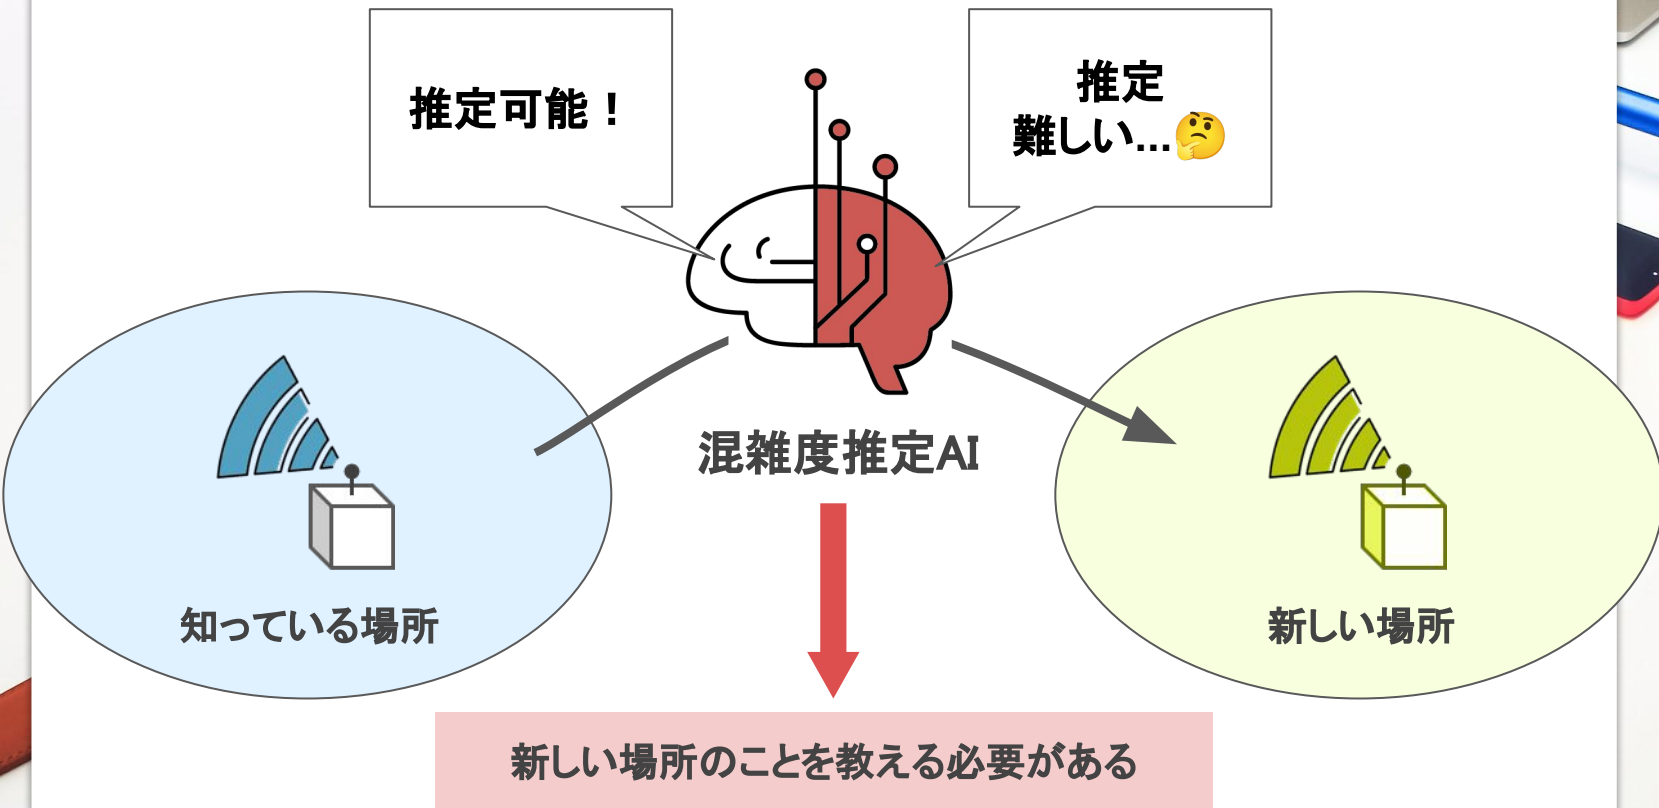 推定可能！
推定
難しい...🤔
混雑度推定AI
知っている場所
新しい場所
新しい場所のことを教える必要がある